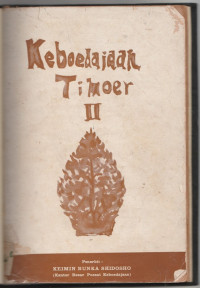 Keboedajaan
Timoer
II
Penerbit :
KEIMIN BUNKA SHIDOSHO
(Kantor Besar Poesat Keboedajaan)